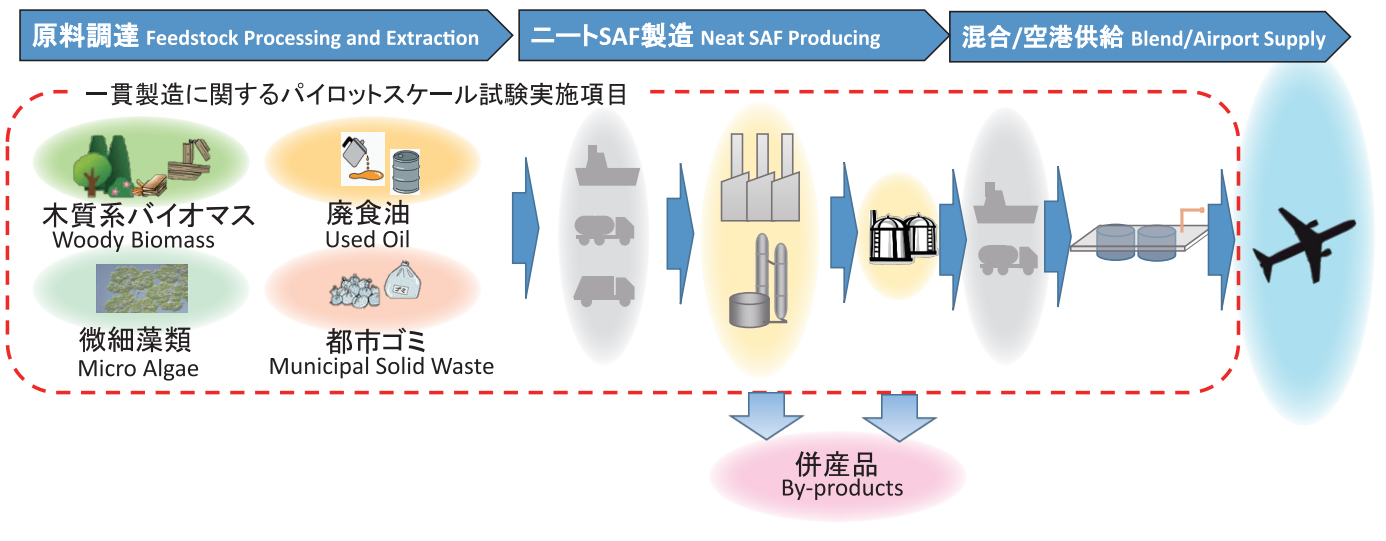 原料調達 Feedstock Processing and Extraction
ニートSAF製造 Neat SAF Producing
混合/空港供給 Blend/Airport Supply
一貫製造に関するパイロットスケール試験実施項目
木質系バイオマス
Woody Biomass
廃食油
Used Oil
微細藻類
Micro Algae
都市ゴミ
Municipal Solid Waste
併産品
By-products